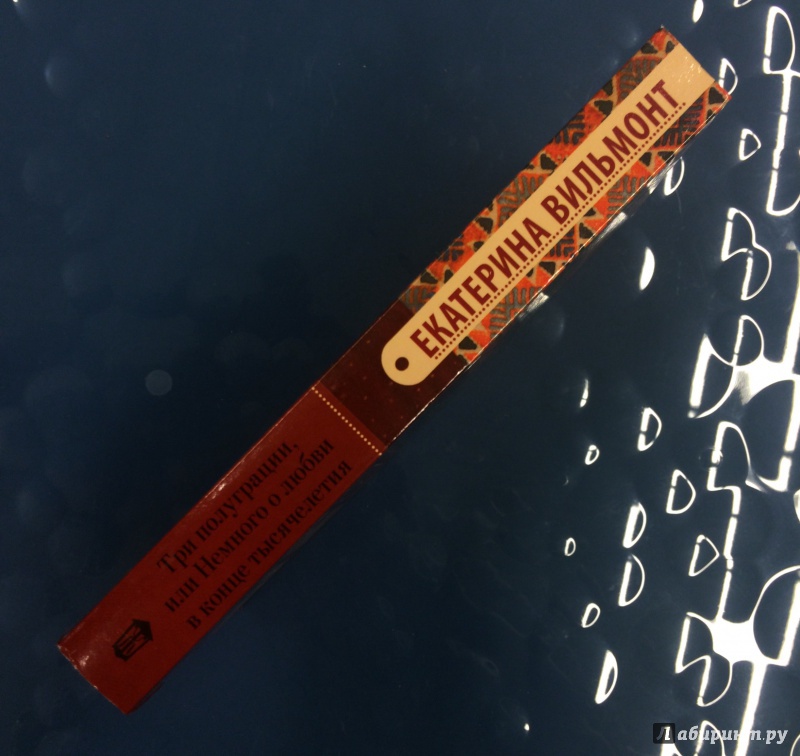 ЕКАТЕРИНА ВИЛЬМОНТ
Три полуграции,
или Немного о любви
в конце тысячелетия
Лабиринт.ру